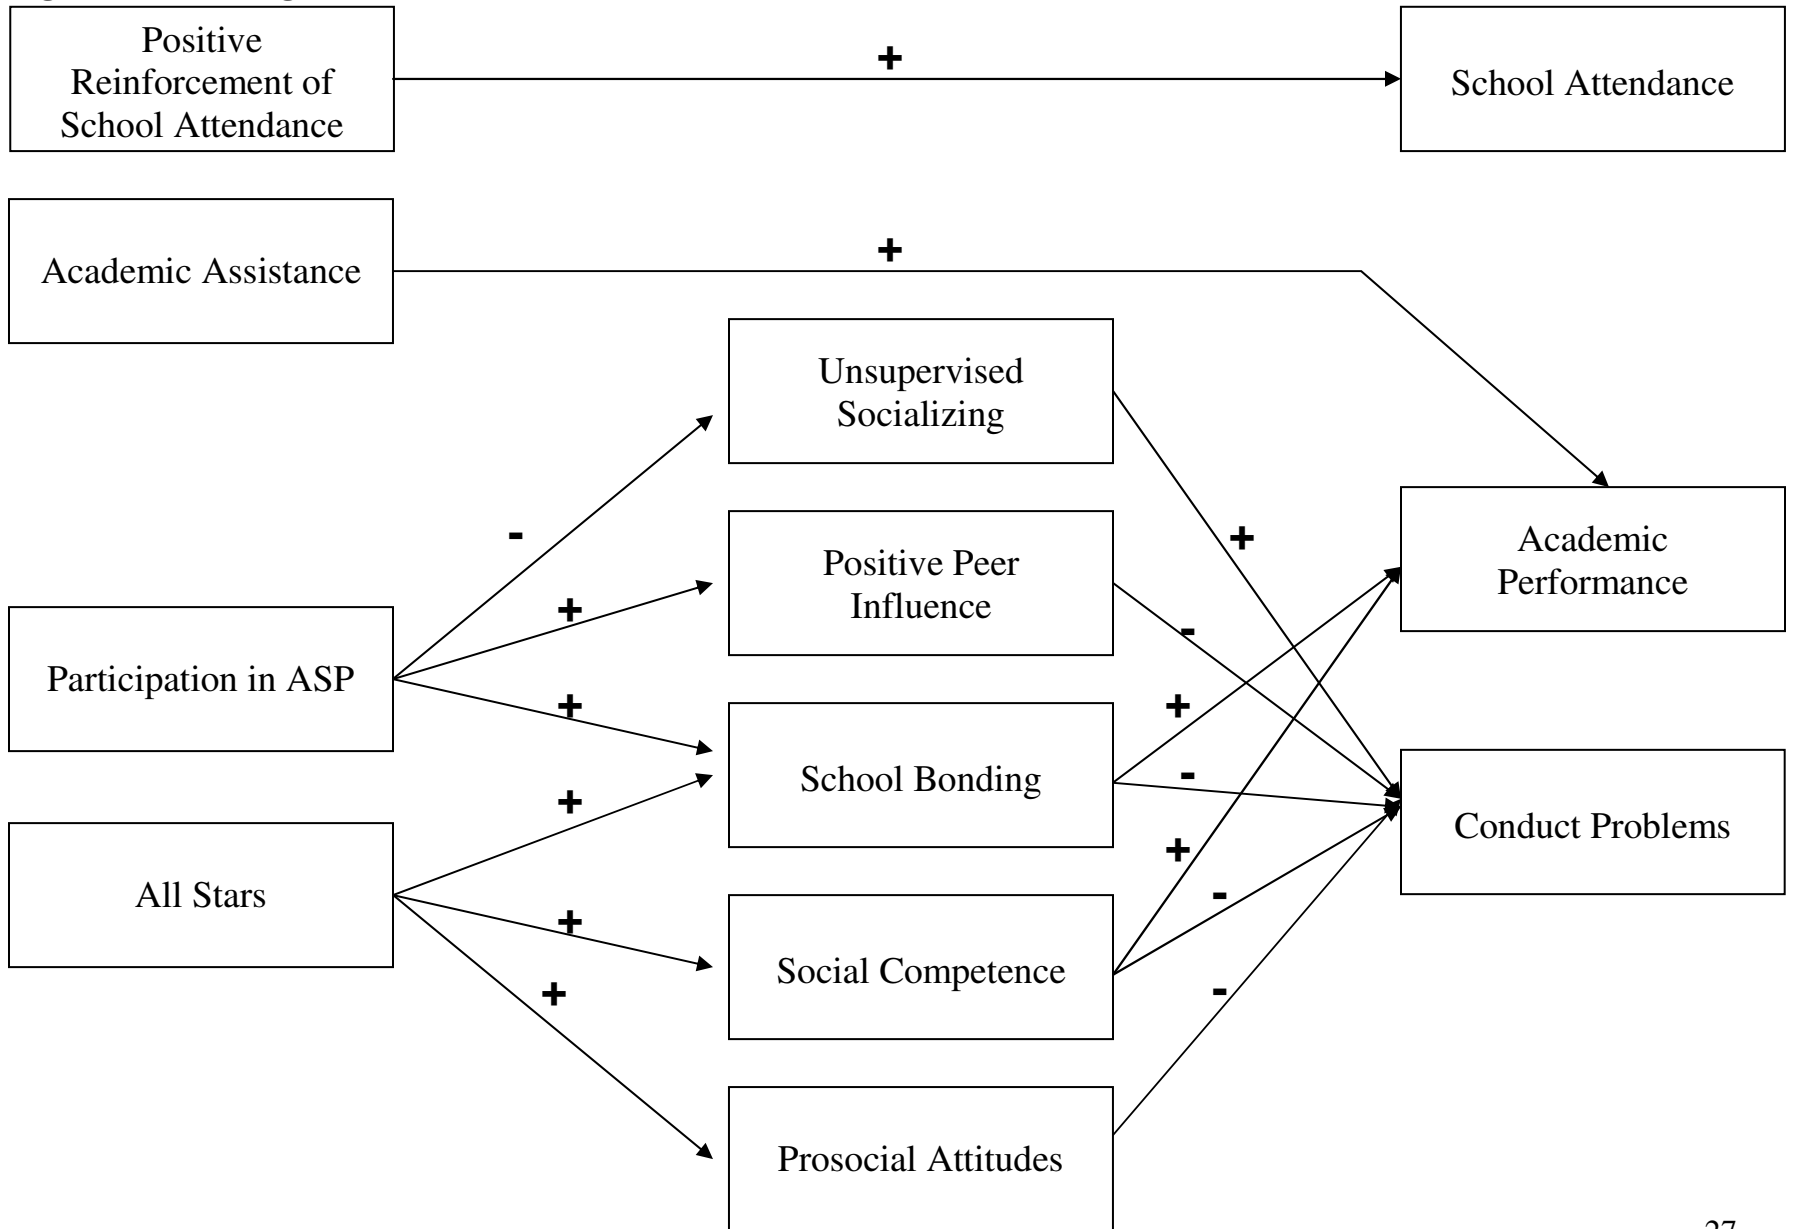 Positive
Reinforcement of
School Attendance
+
School Attendance
Academic Assistance
+
Unsupervised
Socializing
-
+
Academic
Performance
Positive Peer
Influence
+
-
Participation in ASP
+
+
School Bonding
-
Conduct Problems
+
All Stars
+
-
+
Social Competence
+
-
Prosocial Attitudes